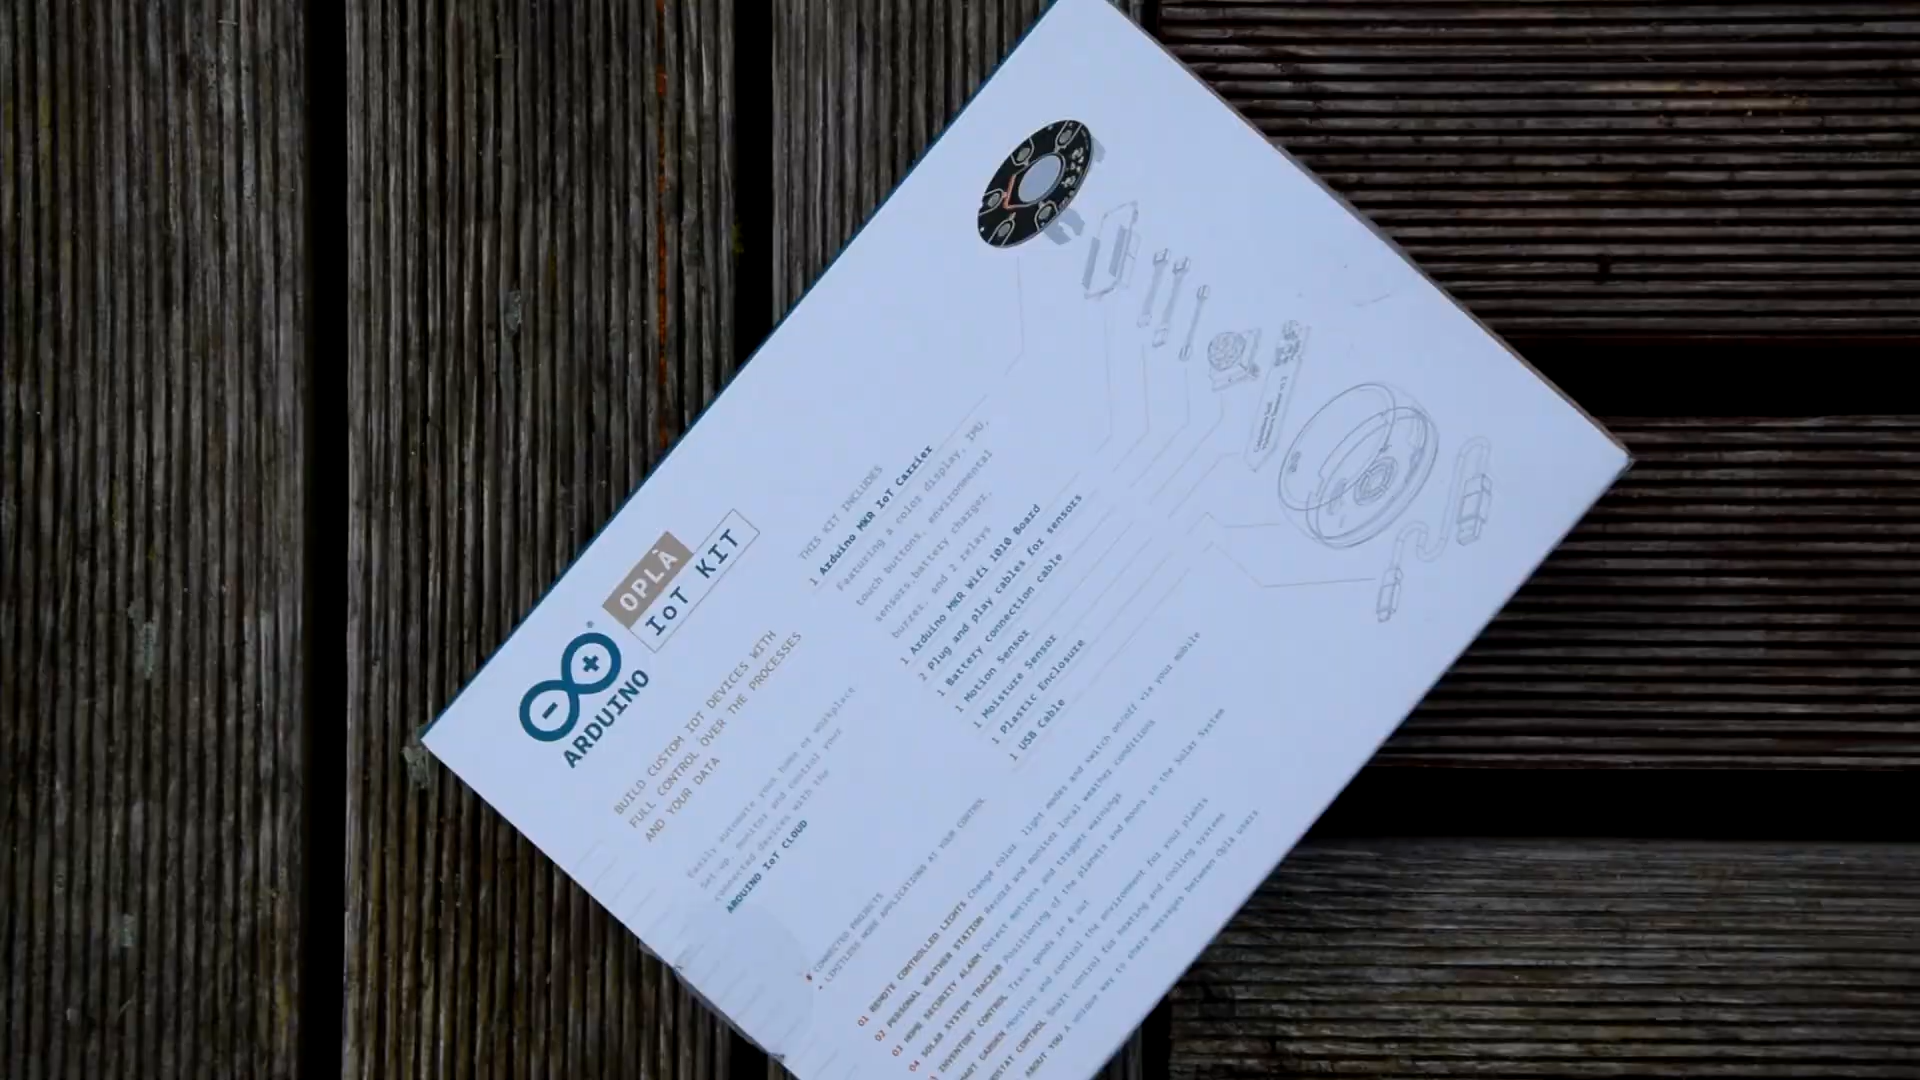 ARDUINO
OPLÀ
IoT KIT
BUILD CUSTOM IOT DEVICES WITH
FULL CONTROL OVER THE PROCESSES
AND YOUR DATA
Easily automate your home or workplace
Set up, monitor and control your
connected devices with the
ARDUINO IoT CLOUD
THIS KIT INCLUDES
1 Arduino MKR IoT Carrier
Featuring a color display, IMU,
touch buttons, environmental
sensors, battery charger,
buzzer, and 2 relays
1 Arduino MKR Wifi 1010 Board
2 Plug and play cables for sensors
1 Battery connection cable
1 Motion Sensor
1 Moisture Sensor
1 Plastic Enclosure
1 USB Cable
8 CONNECTED PROJECTS
+ LIMITLESS MORE APPLICATIONS AT YOUR CONTROL
01 REMOTE CONTROLLED LIGHTS Change color, light modes and switch on/off via your mobile
02 PERSONAL WEATHER STATION Record and monitor local weather conditions
03 HOME SECURITY ALARM Detect motions and trigger warnings
04 SOLAR SYSTEM TRACKER Positioning of the planets and moons in the Solar System
INVENTORY CONTROL Track goods in & out
GARDEN Monitor and control the environment for your plants
CONTROL Smart control for heating and cooling systems
ABOUT YOU A unique way to share messages between Oplà users